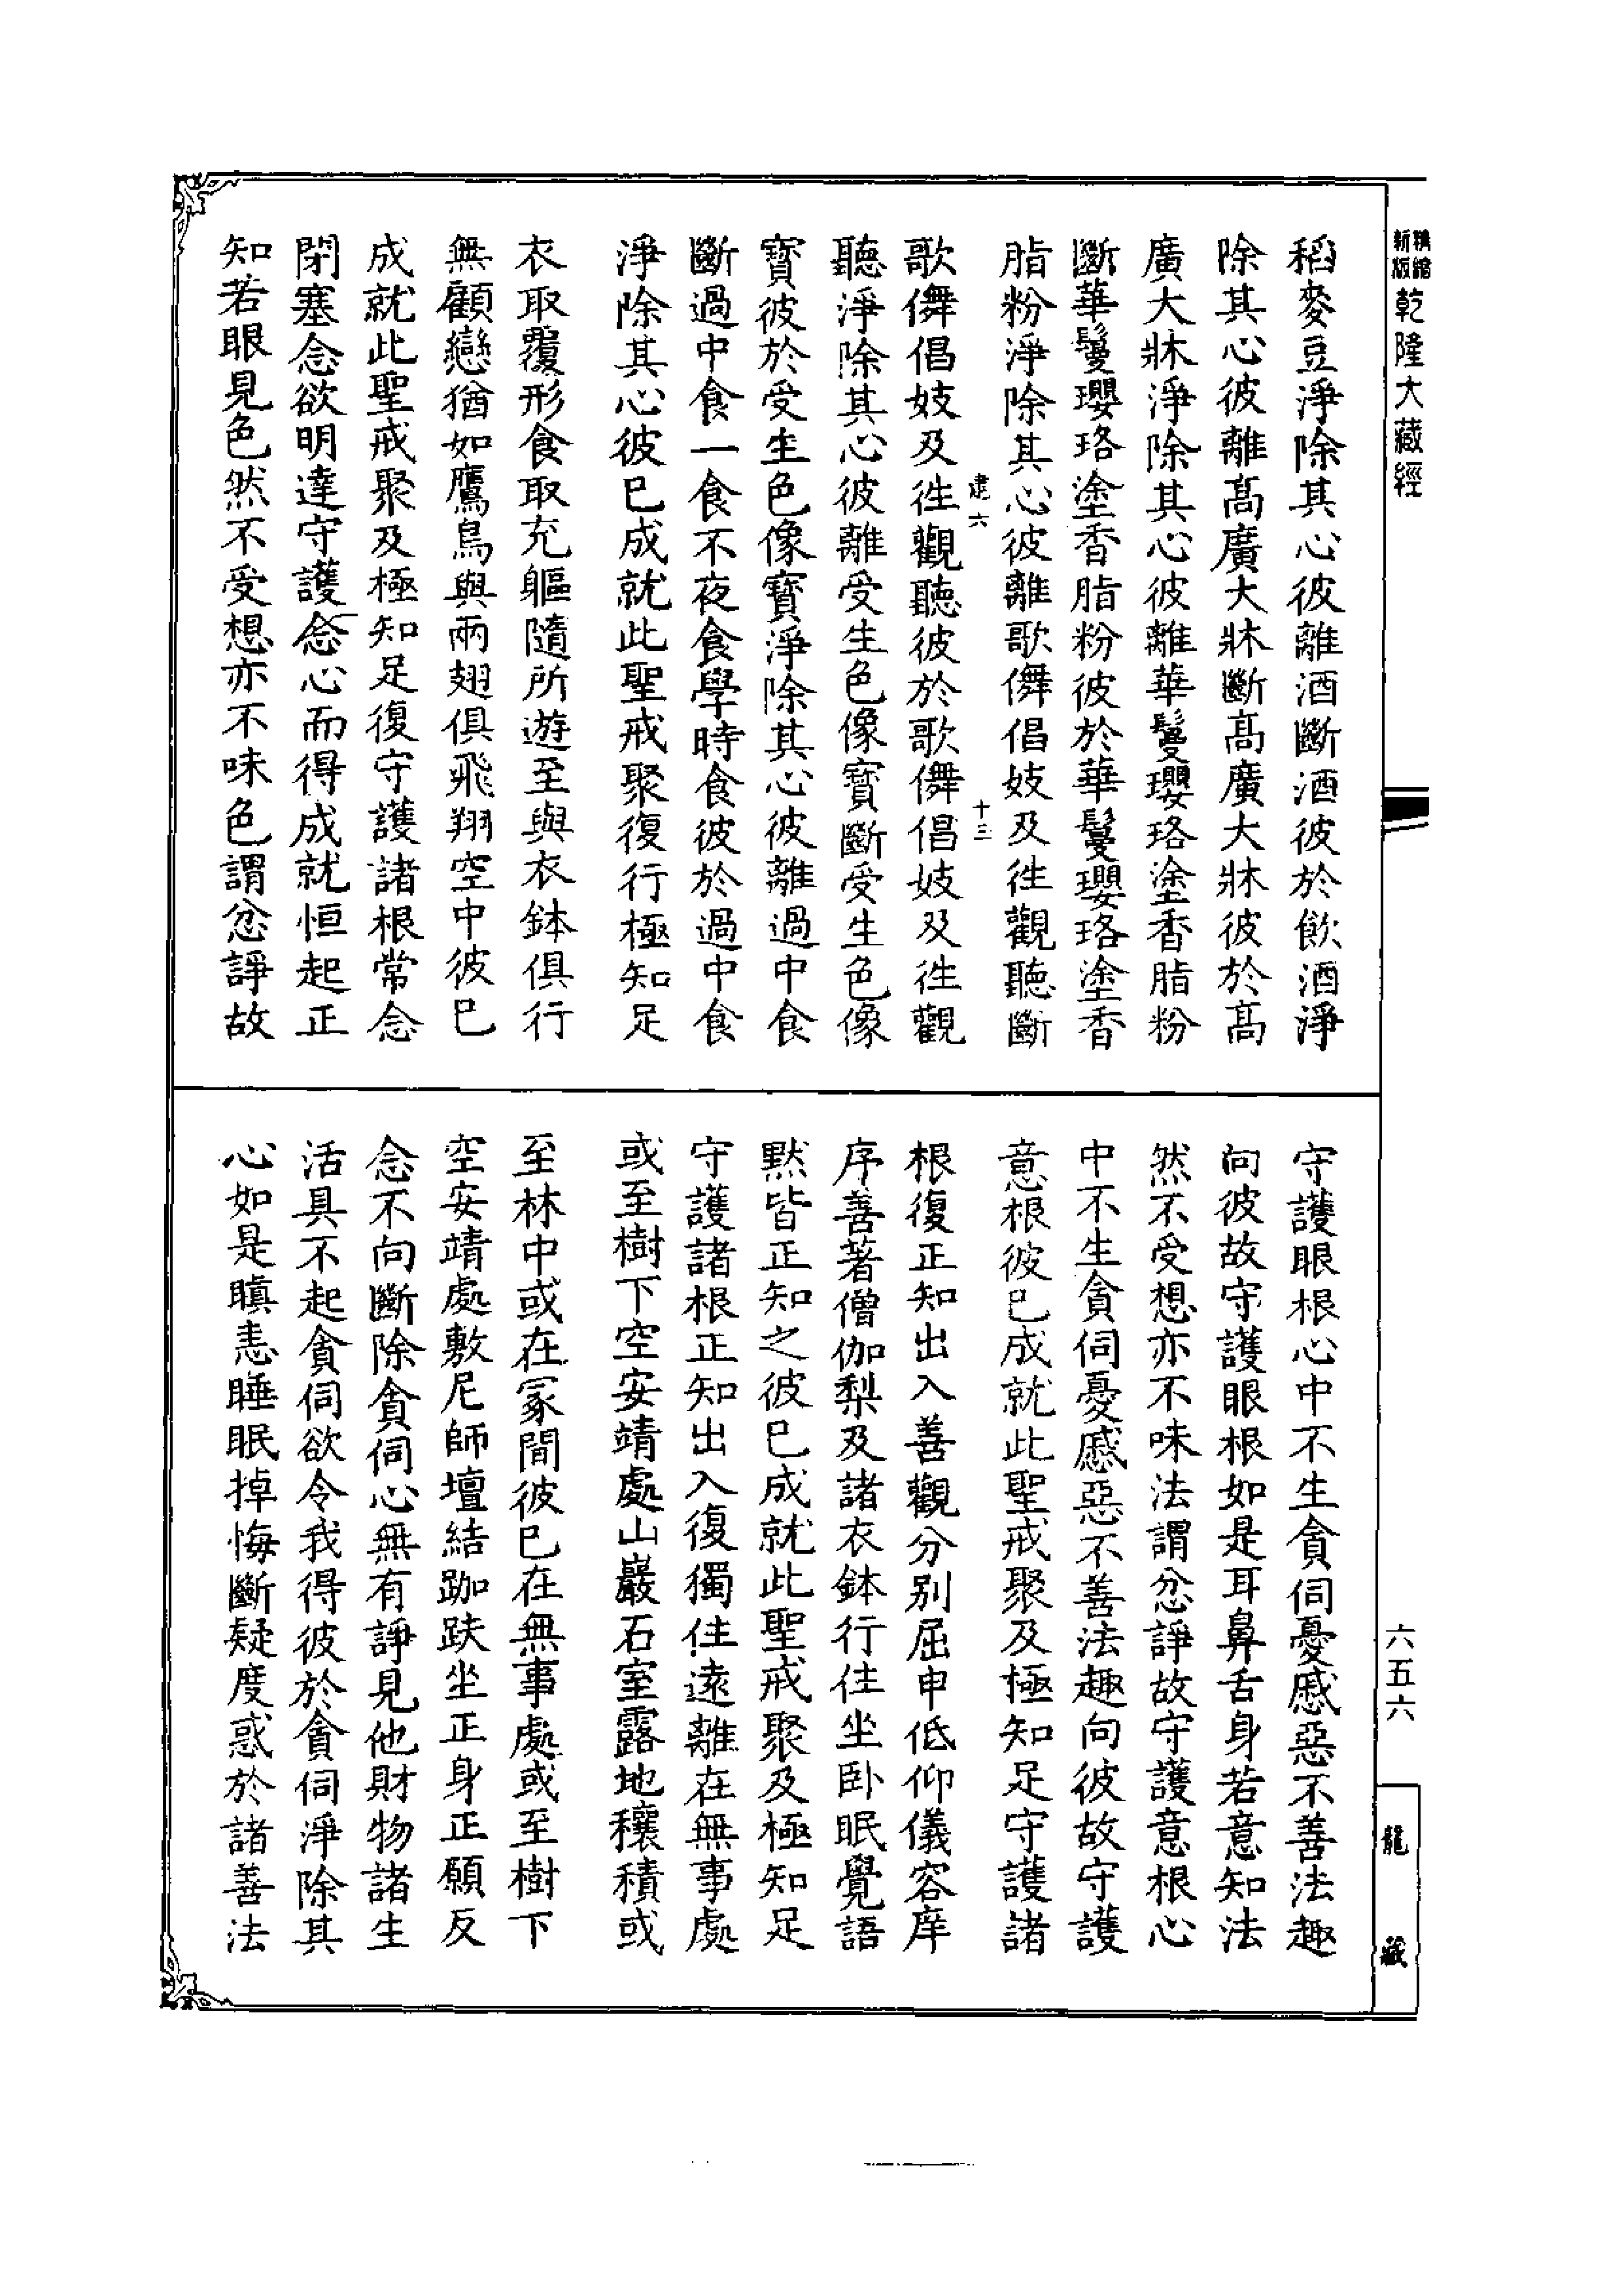 新版精編乾隆大藏經
稻麥豆淨除其心彼離酒斷酒彼於飲酒淨
除其心彼離髙廣大牀斷髙廣大牀彼於髙
廣大牀淨除其心彼離華鬘瓔珞塗香脂粉
斷華鬘瓔珞塗香脂粉彼於華鬘瓔珞塗香
脂粉淨除其心彼離歌儛倡妓及徃觀聽斷
建六 十三
歌儛倡妓及徃觀聽彼於歌儛倡妓及徃觀
聽淨除其心彼離受生色像寳斷受生色像
寳彼於受生色像寳淨除其心彼離過中食
斷過中食一食不夜食學時食彼於過中食
淨除其心彼已成就此聖戒聚復行極知足
衣取覆形食取充軀隨所遊至與衣鉢俱行
無顧戀猶如鷹鳥與兩翅俱飛翔空中彼已
成就此聖戒聚及極知足復守護諸根常念
閉塞念欲明達守護念心而得成就恒起正
知若眼見色然不受想亦不味色謂忿諍故
守護眼根心中不生貪伺憂慼惡不善法趣
向彼故守護眼根如是耳鼻舌身若意知法
然不受想亦不味法謂忿諍故守護意根心
中不生貪伺憂慼惡不善法趣向彼故守護
意根彼已成就此聖戒聚及極知足守護諸
根復正知出入善觀分别屈申低仰儀容庠
序善著僧伽梨及諸衣鉢行住坐卧眠覺語
默皆正知之彼已成就此聖戒聚及極知足
守護諸根正知出入復獨住遠離在無事處
或至樹下空安靖處山巖石室露地穰積或
至林中或在冢間彼已在無事處或至樹下
空安靖處敷尼師壇結跏趺坐正身正願反
念不向斷除貪伺心無有諍見他財物諸生
活具不起貪伺欲令我得彼於貪伺淨除其
心如是瞋恚睡眠掉悔斷疑度惑於諸善法
六五六
龍藏